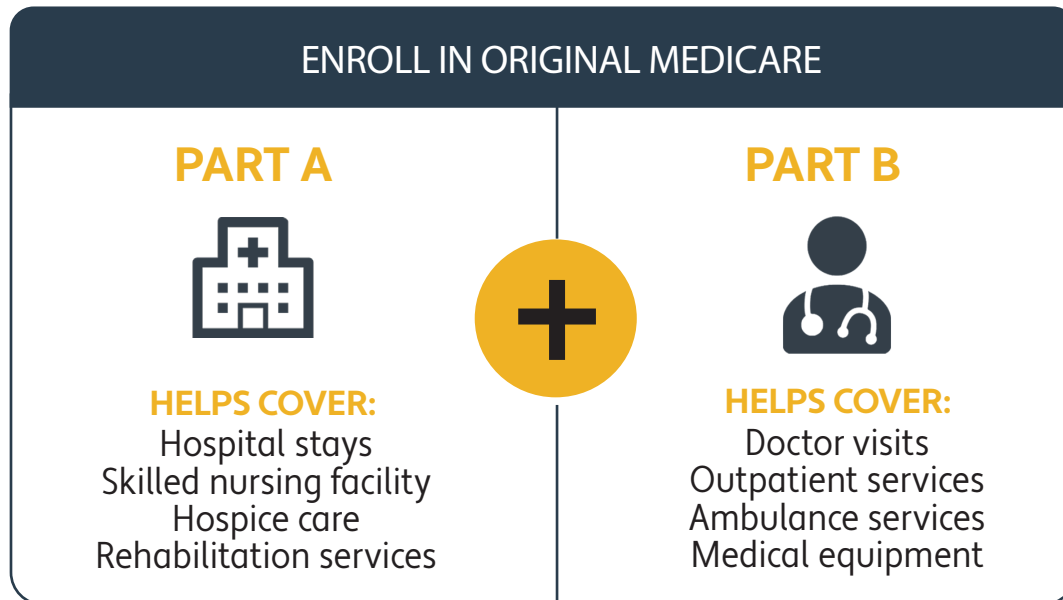 ENROLL IN ORIGINAL MEDICARE
PART A
HELPS COVER:
Hospital stays
Skilled nursing facility
Hospice care
Rehabilitation services
PART B
HELPS COVER:
Doctor visits
Outpatient services
Ambulance services
Medical equipment